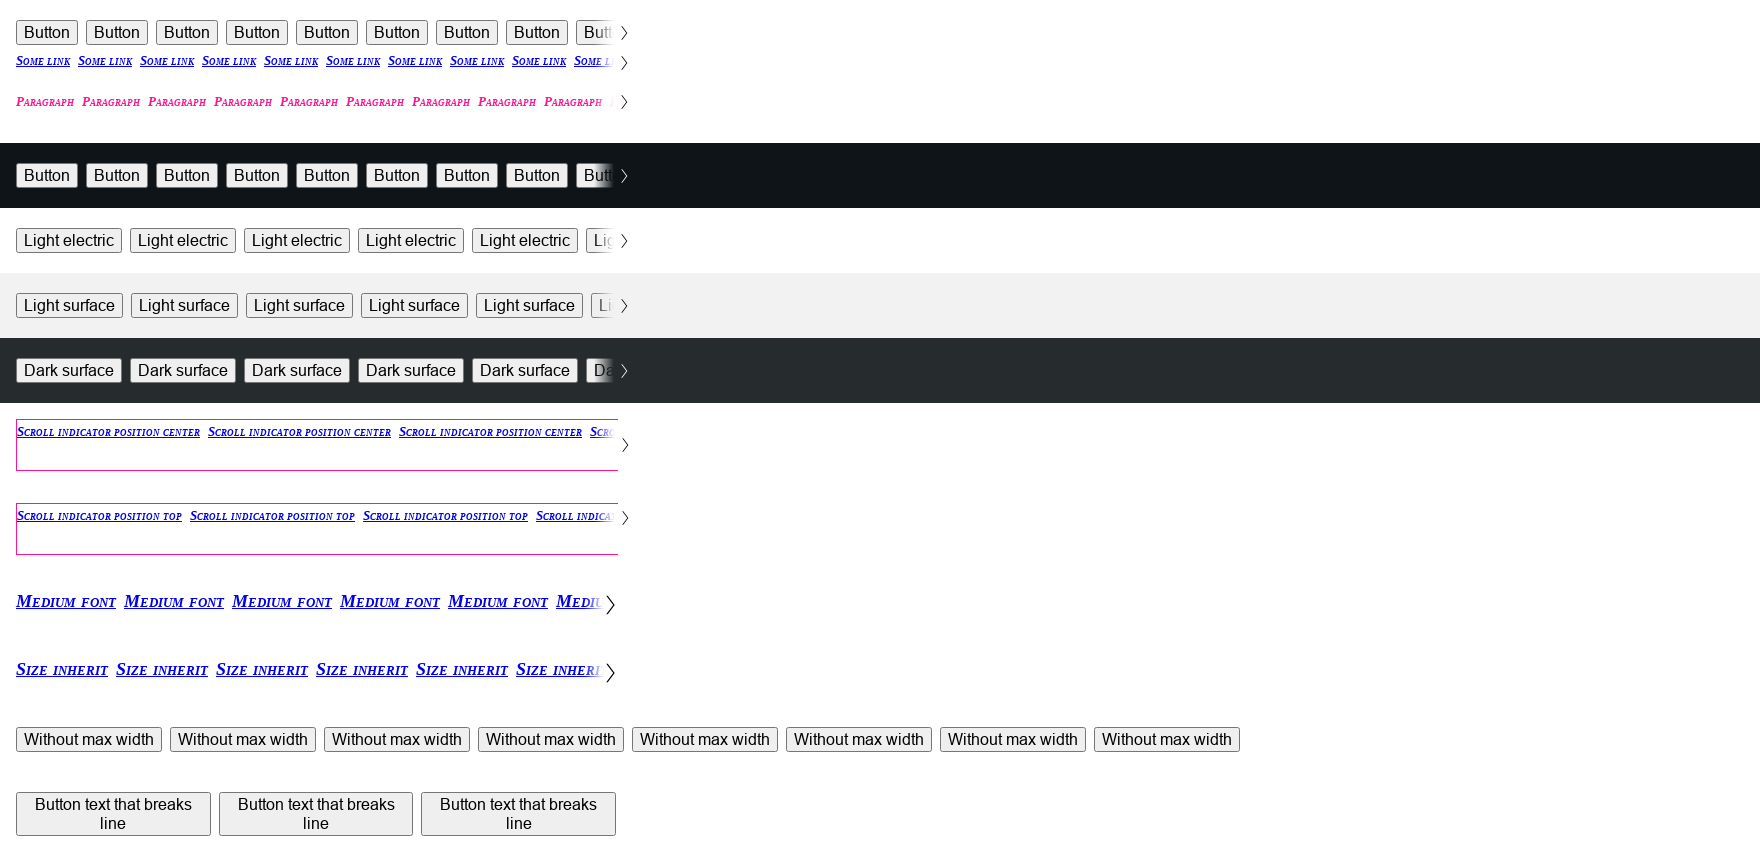 Button Button Button Button Button Button Button Button Butt
Some link Some link Some link Some link Some link Some link Some link Some link Some link Some l
Paragraph Paragraph Paragraph Paragraph Paragraph Paragraph Paragraph Paragraph Paragraph
Button Button Button Button Button Button Button Button Butt
Light electric Light electric Light electric Light electric Light electric Lig
Light surface Light surface Light surface Light surface Light surface Li
Dark surface Dark surface Dark surface Dark surface Dark surface Da
Scroll indicator position center Scroll indicator position center Scroll indicator position center Scro
Scroll indicator position top Scroll indicator position top Scroll indicator position top Scroll indicat
Medium font Medium font Medium font Medium font Medium font Mediu
Size inherit Size inherit Size inherit Size inherit Size inherit Size inheri
Without max width Without max width Without max width Without max width Without max width Without max width Without max width Without max width
Button text that breaks Button text that breaks Button text that breaks
line line line